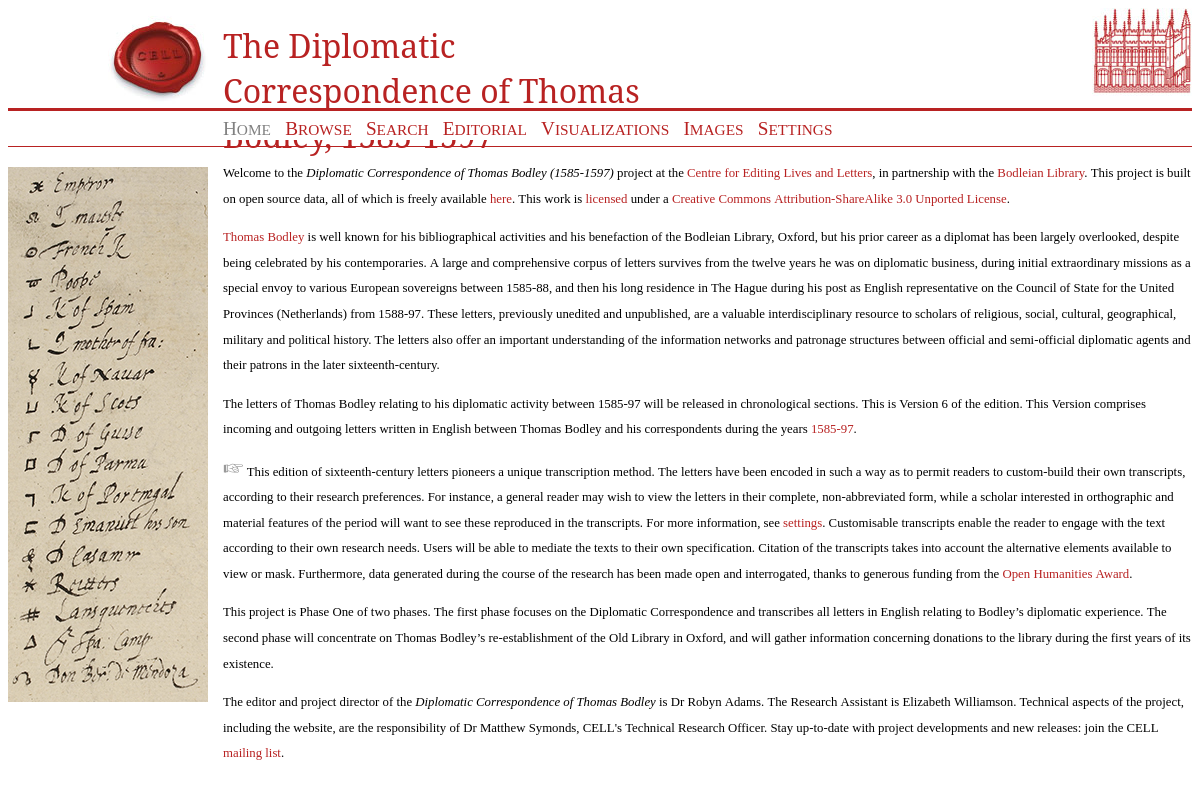 CELL
The Diplomatic
Correspondence of Thomas
Bodley, 1585-1597
HOME BROWSE SEARCH EDITORIAL VISUALIZATIONS IMAGES SETTINGS
Emperor
French K
K of Spain
Q mother of fra:
K of Navar
K of Scots
D. of Guise
D of Parma
K of Portugal
D Emanuel his son
D Casamir
Reitters
Spa: Camp
Don Ber: de Mendoza
Welcome to the Diplomatic Correspondence of Thomas Bodley (1585-1597) project at the Centre for Editing Lives and Letters, in partnership with the Bodleian Library. This project is built
on open source data, all of which is freely available here. This work is licensed under a Creative Commons Attribution-ShareAlike 3.0 Unported License.
Thomas Bodley is well known for his bibliographical activities and his benefaction of the Bodleian Library, Oxford, but his prior career as a diplomat has been largely overlooked, despite
being celebrated by his contemporaries. A large and comprehensive corpus of letters survives from the twelve years he was on diplomatic business, during initial extraordinary missions as a
special envoy to various European sovereigns between 1585-88, and then his long residence in The Hague during his post as English representative on the Council of State for the United
Provinces (Netherlands) from 1588-97. These letters, previously unedited and unpublished, are a valuable interdisciplinary resource to scholars of religious, social, cultural, geographical,
military and political history. The letters also offer an important understanding of the information networks and patronage structures between official and semi-official diplomatic agents and
their patrons in the later sixteenth-century.
The letters of Thomas Bodley relating to his diplomatic activity between 1585-97 will be released in chronological sections. This is Version 6 of the edition. This Version comprises
incoming and outgoing letters written in English between Thomas Bodley and his correspondents during the years 1585-97.
This edition of sixteenth-century letters pioneers a unique transcription method. The letters have been encoded in such a way as to permit readers to custom-build their own transcripts,
according to their research preferences. For instance, a general reader may wish to view the letters in their complete, non-abbreviated form, while a scholar interested in orthographic and
material features of the period will want to see these reproduced in the transcripts. For more information, see settings. Customisable transcripts enable the reader to engage with the text
according to their own research needs. Users will be able to mediate the texts to their own specification. Citation of the transcripts takes into account the alternative elements available to
view or mask. Furthermore, data generated during the course of the research has been made open and interrogated, thanks to generous funding from the Open Humanities Award.
This project is Phase One of two phases. The first phase focuses on the Diplomatic Correspondence and transcribes all letters in English relating to Bodley’s diplomatic experience. The
second phase will concentrate on Thomas Bodley’s re-establishment of the Old Library in Oxford, and will gather information concerning donations to the library during the first years of its
existence.
The editor and project director of the Diplomatic Correspondence of Thomas Bodley is Dr Robyn Adams. The Research Assistant is Elizabeth Williamson. Technical aspects of the project,
including the website, are the responsibility of Dr Matthew Symonds, CELL's Technical Research Officer. Stay up-to-date with project developments and new releases: join the CELL
mailing list.